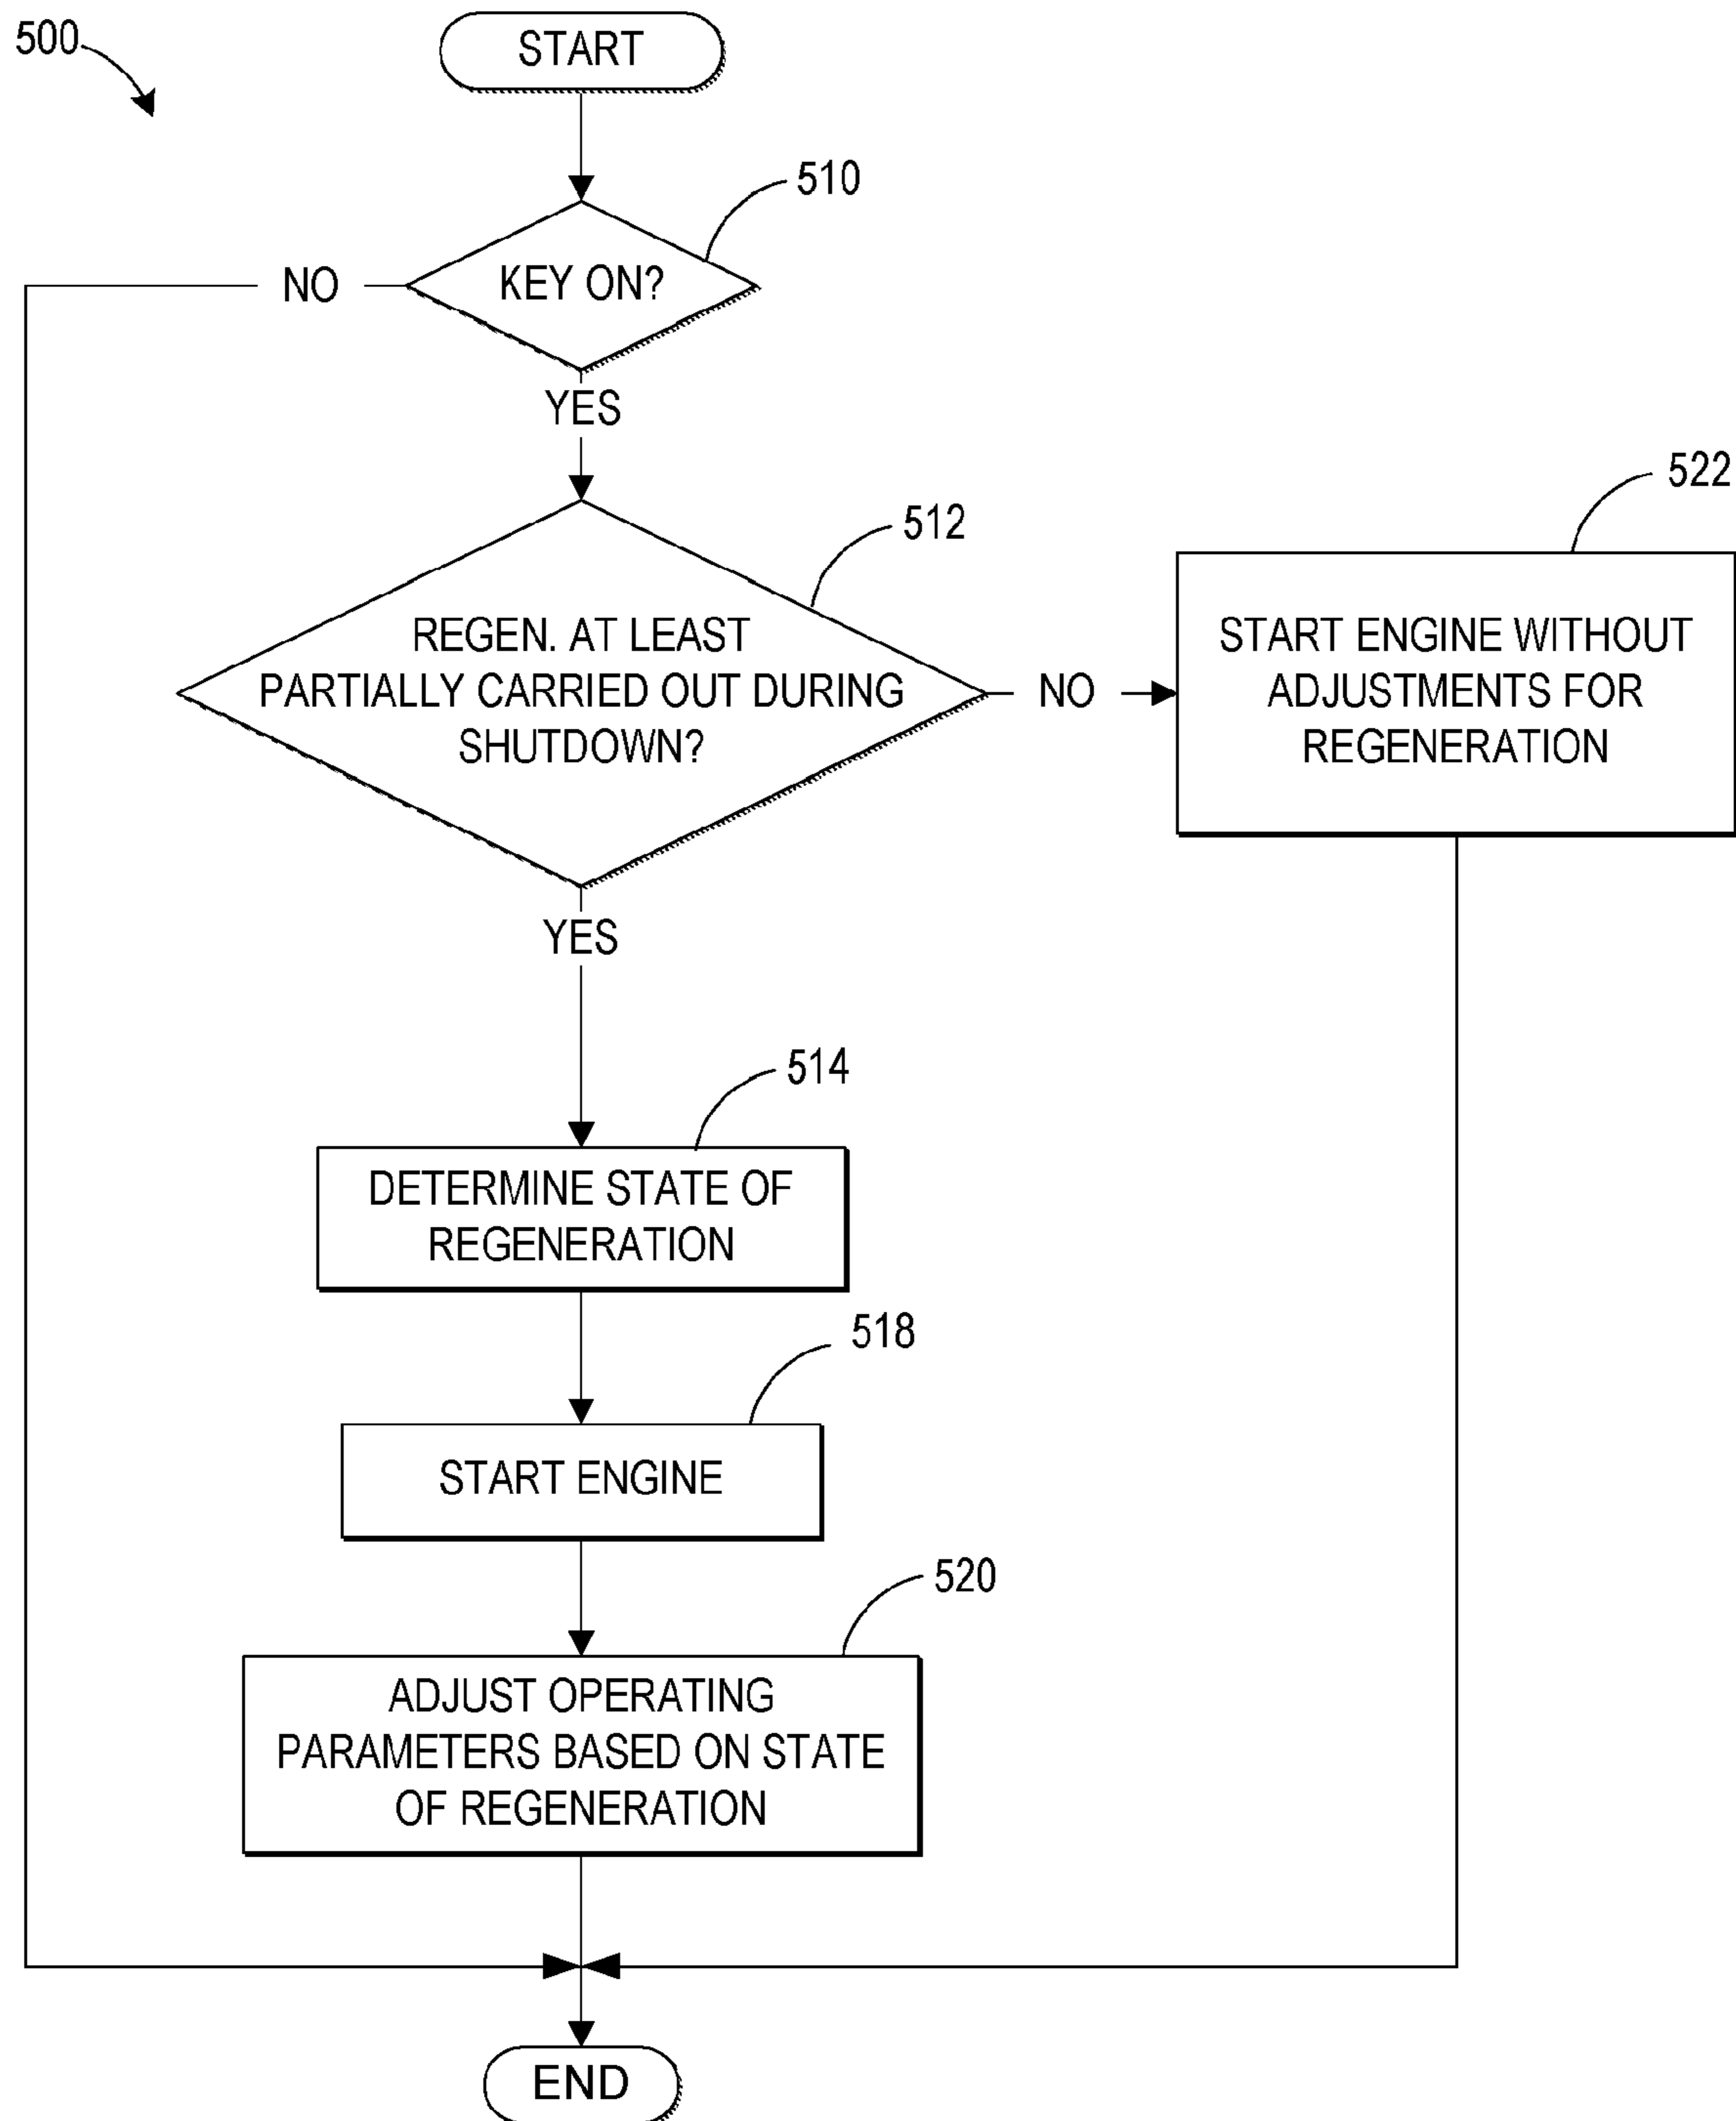 500
START
510
KEY ON?
NO
YES
512
522
REGEN. AT LEAST
PARTIALLY CARRIED OUT DURING
SHUTDOWN?
NO
START ENGINE WITHOUT
ADJUSTMENTS FOR
REGENERATION
YES
514
DETERMINE STATE OF
REGENERATION
518
START ENGINE
520
ADJUST OPERATING
PARAMETERS BASED ON STATE
OF REGENERATION
END